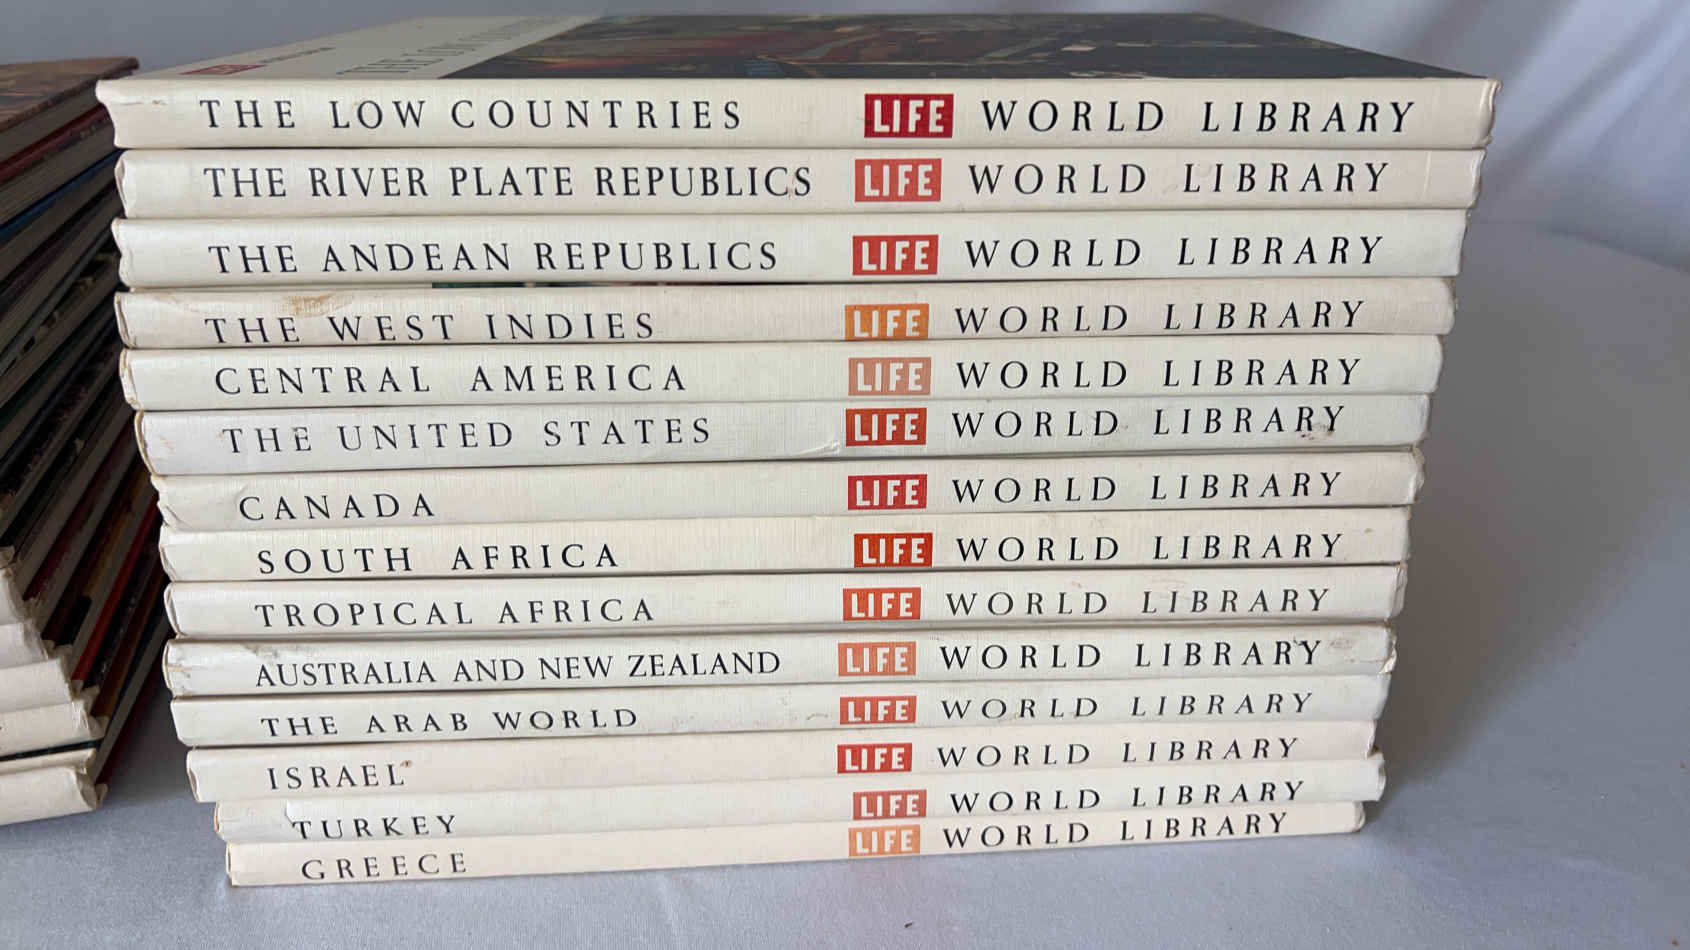 THE LOW COUNTRIES LIFE WORLD LIBRARY
THE RIVER PLATE REPUBLICS LIFE WORLD LIBRARY
THE ANDEAN REPUBLICS LIFE WORLD LIBRARY
THE WEST INDIES LIFE WORLD LIBRARY
CENTRAL AMERICA LIFE WORLD LIBRARY
THE UNITED STATES LIFE WORLD LIBRARY
CANADA LIFE WORLD LIBRARY
SOUTH AFRICA LIFE WORLD LIBRARY
TROPICAL AFRICA LIFE WORLD LIBRARY
AUSTRALIA AND NEW ZEALAND LIFE WORLD LIBRARY
THE ARAB WORLD LIFE WORLD LIBRARY
ISRAEL LIFE WORLD LIBRARY
TURKEY LIFE WORLD LIBRARY
GREECE LIFE WORLD LIBRARY